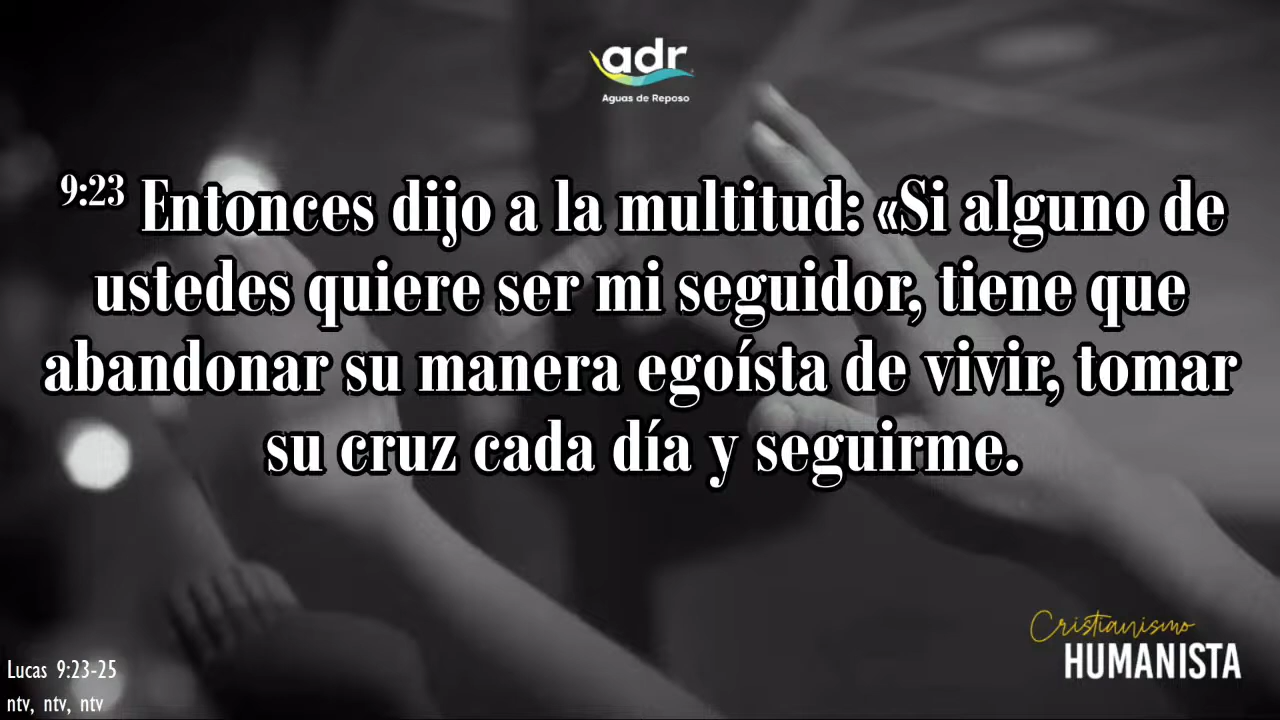 adr
Aguas de Reposo
9:23 Entonces dijo a la multitud: «Si alguno de
ustedes quiere ser mi seguidor, tiene que
abandonar su manera egoísta de vivir, tomar
su cruz cada día y seguirme.
Cristianismo
HUMANISTA
Lucas 9:23-25
ntv, ntv, ntv